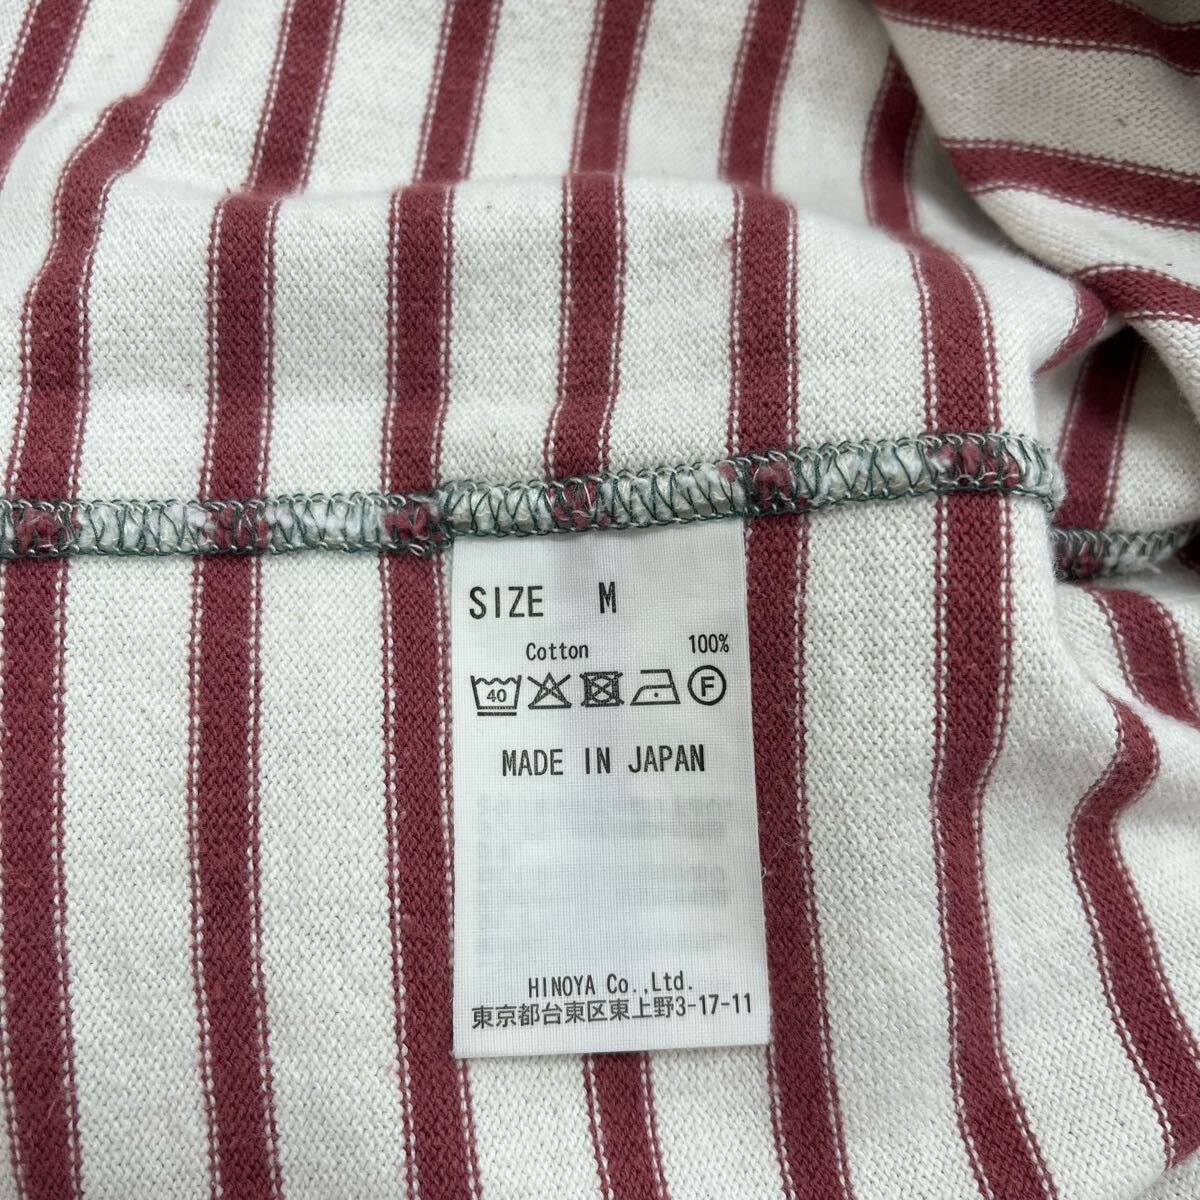 SIZE M
Cotton 100%
40 F
MADE IN JAPAN
HINOYA Co.,Ltd.
東京都台東区東上野3-17-11